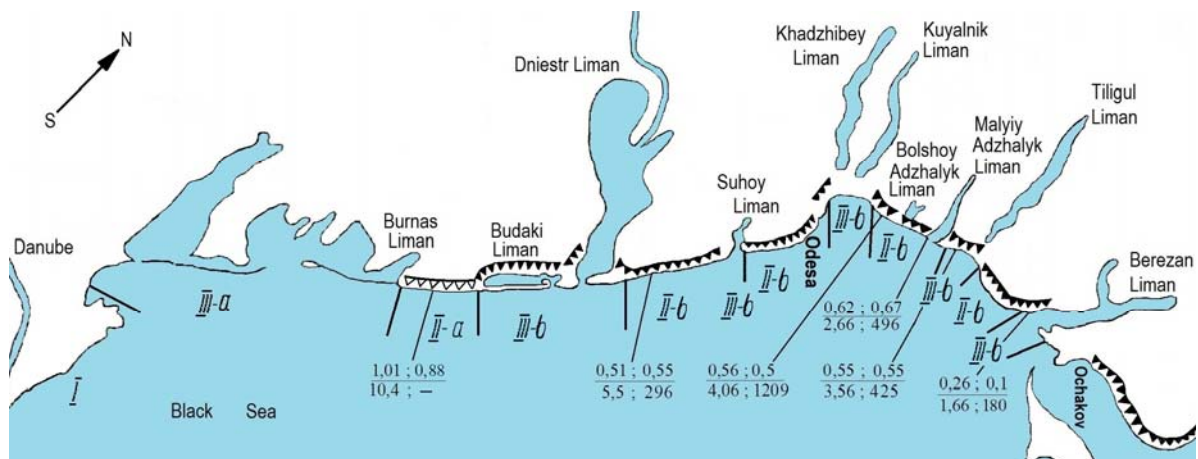 N
S
Danube
Burnas
Liman
Budaki
Liman
Dniestr Liman
Suhoy
Liman
Khadzhibey
Liman
Kuyalnik
Liman
Bolshoy
Adzhalyk
Liman
Malyiy
Adzhalyk
Liman
Tiligul
Liman
Berezan
Liman
Odesa
Ochakov
Black Sea
I
III-a
II-a
III-b
II-b
III-b
II-b
III-b
II-b
III-b
II-b
III-b
1,01 ; 0,88
10,4 ; —
0,51 ; 0,55
5,5 ; 296
0,56 ; 0,5
4,06 ; 1209
0,62 ; 0,67
2,66 ; 496
0,55 ; 0,55
3,56 ; 425
0,26 ; 0,1
1,66 ; 180